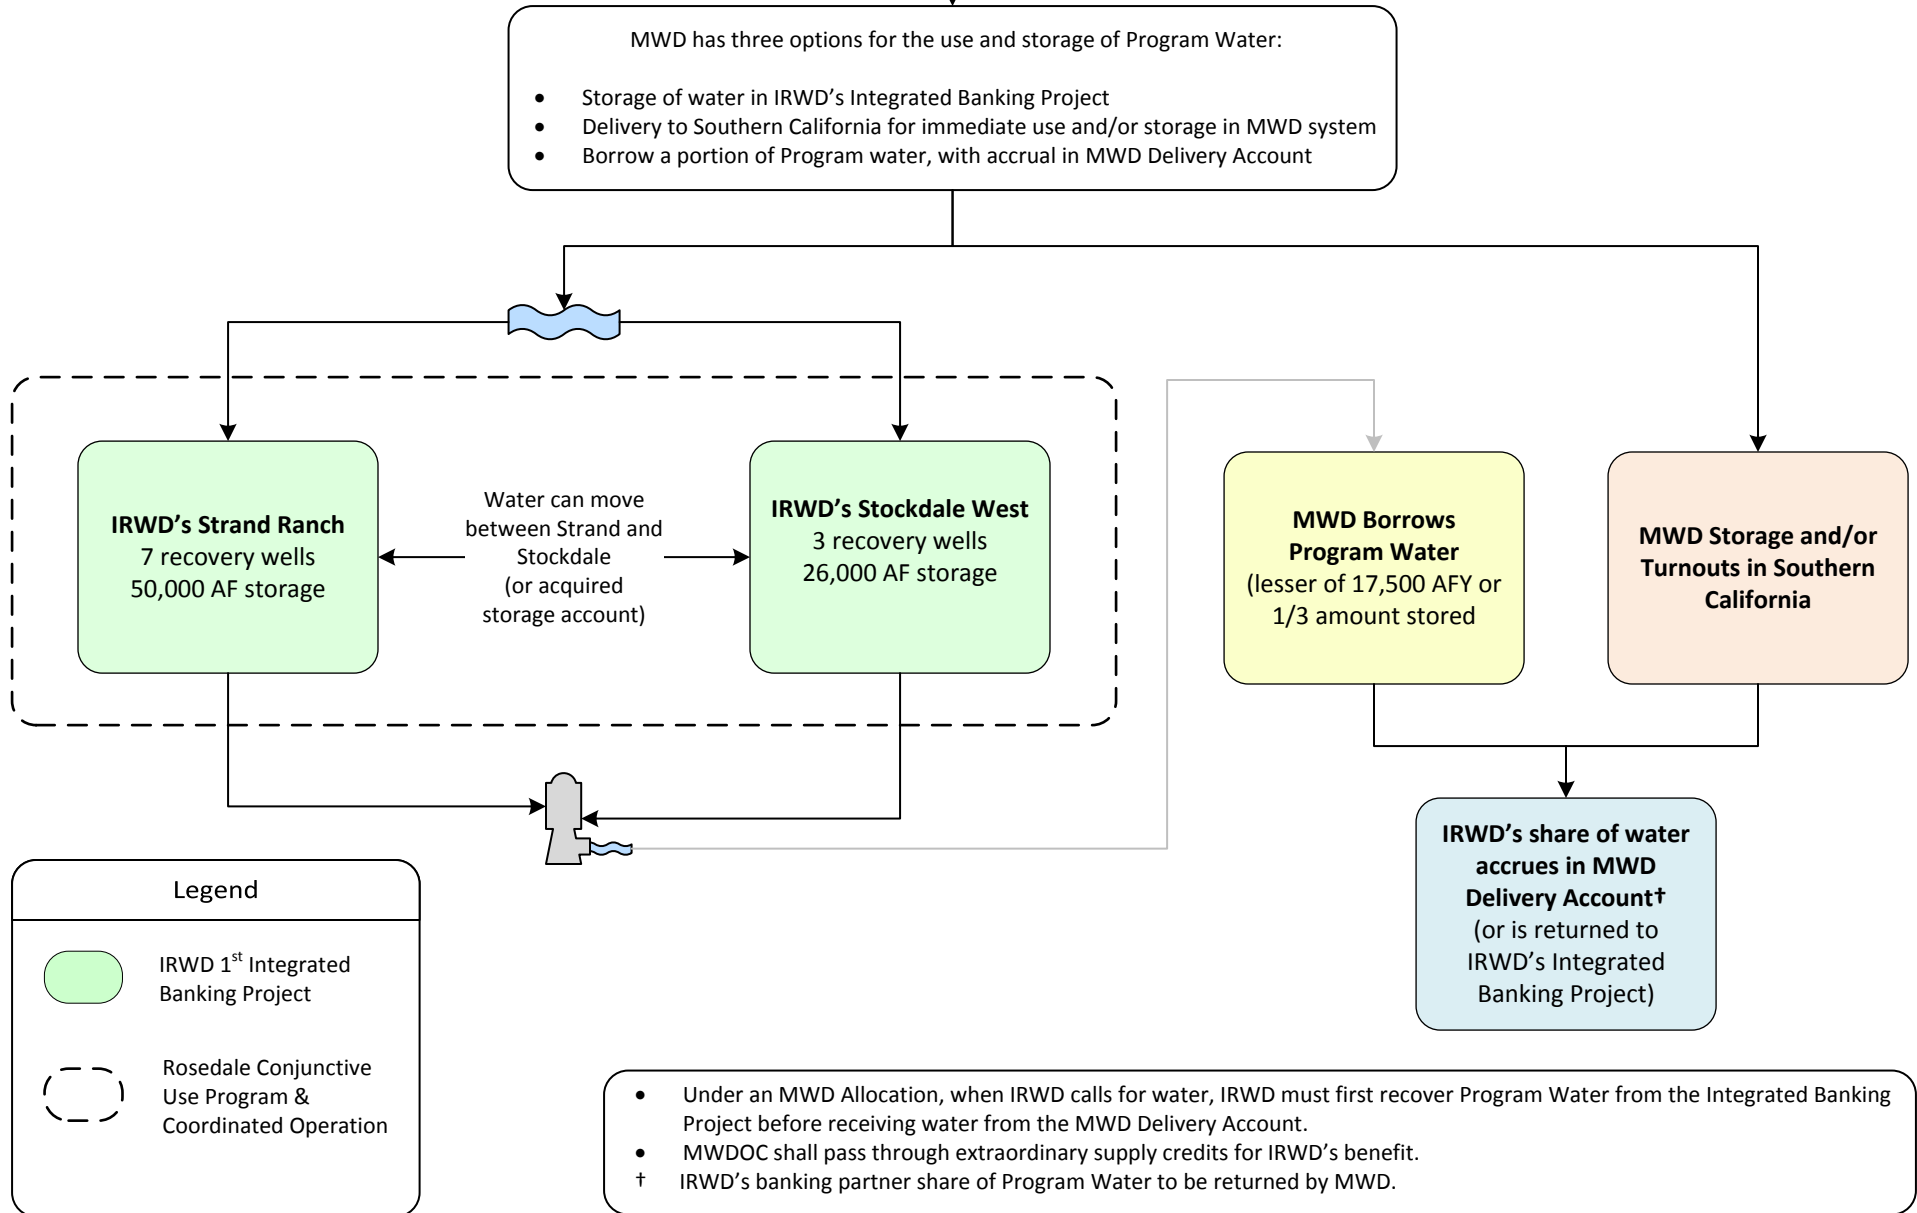 MWD has three options for the use and storage of Program Water:
• Storage of water in IRWD’s Integrated Banking Project
• Delivery to Southern California for immediate use and/or storage in MWD system
• Borrow a portion of Program water, with accrual in MWD Delivery Account
IRWD’s Strand Ranch
7 recovery wells
50,000 AF storage
Water can move
between Strand and
Stockdale
(or acquired
storage account)
IRWD’s Stockdale West
3 recovery wells
26,000 AF storage
MWD Borrows
Program Water
(lesser of 17,500 AFY or
1/3 amount stored
MWD Storage and/or
Turnouts in Southern
California
IRWD’s share of water
accrues in MWD
Delivery Account†
(or is returned to
IRWD’s Integrated
Banking Project)
Legend
IRWD 1st Integrated
Banking Project
Rosedale Conjunctive
Use Program &
Coordinated Operation
• Under an MWD Allocation, when IRWD calls for water, IRWD must first recover Program Water from the Integrated Banking
Project before receiving water from the MWD Delivery Account.
• MWDOC shall pass through extraordinary supply credits for IRWD’s benefit.
† IRWD’s banking partner share of Program Water to be returned by MWD.